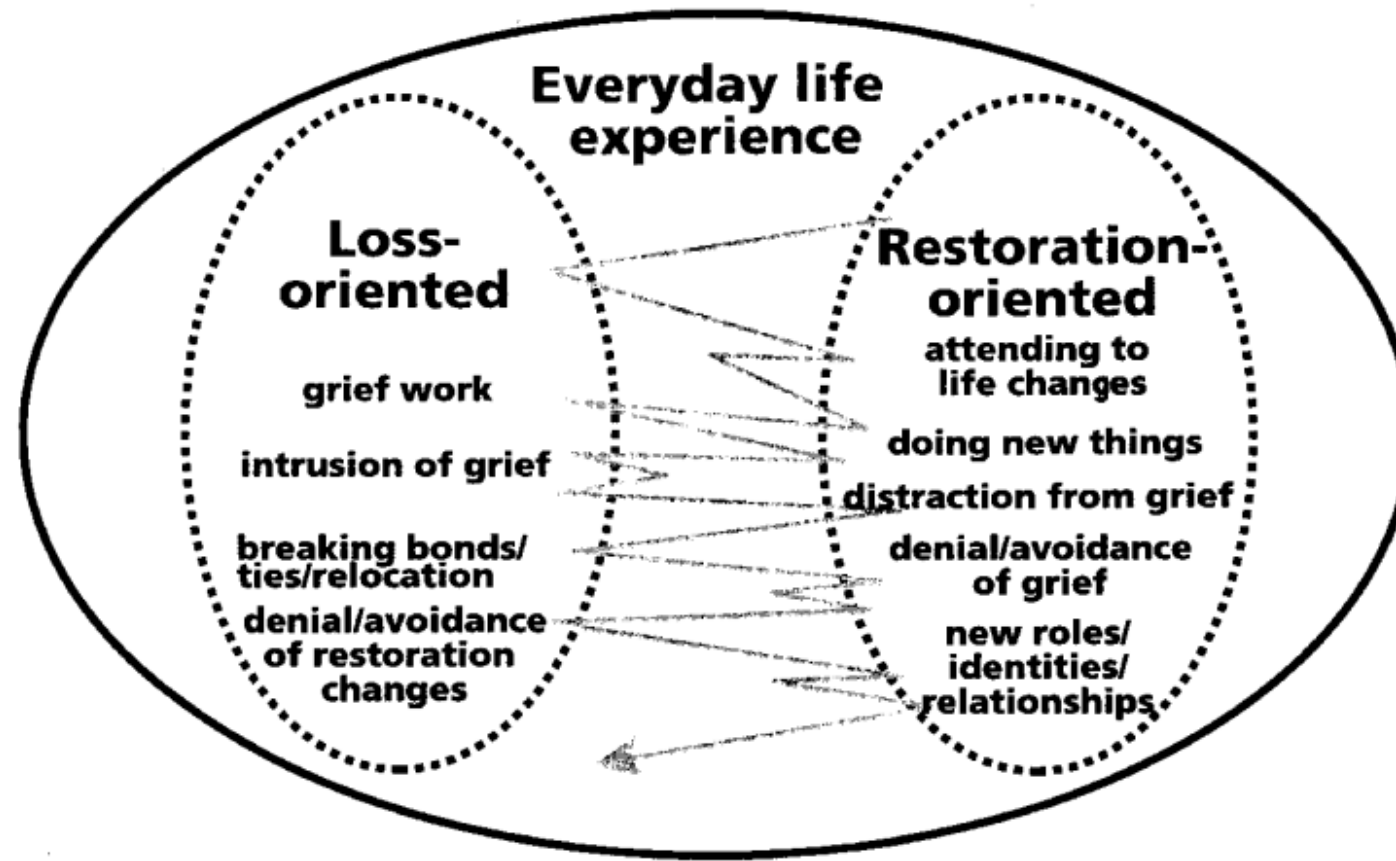 Everyday life
experience
Loss-
oriented
grief work
intrusion of grief
breaking bonds/
ties/relocation
denial/avoidance
of restoration
changes
Restoration-
oriented
attending to
life changes
doing new things
distraction from grief
denial/avoidance
of grief
new roles/
identities/
relationships